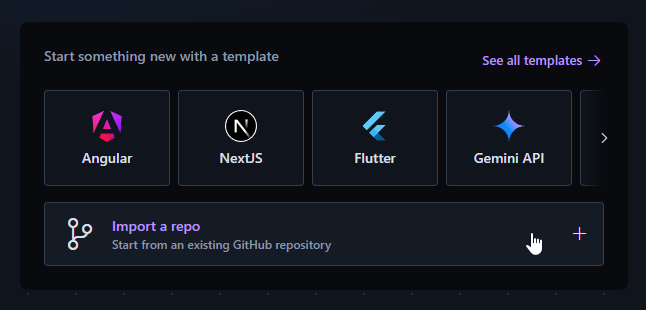 Start something new with a template
See all templates →
Angular
NextJS
Flutter
Gemini API
Import a repo
Start from an existing GitHub repository